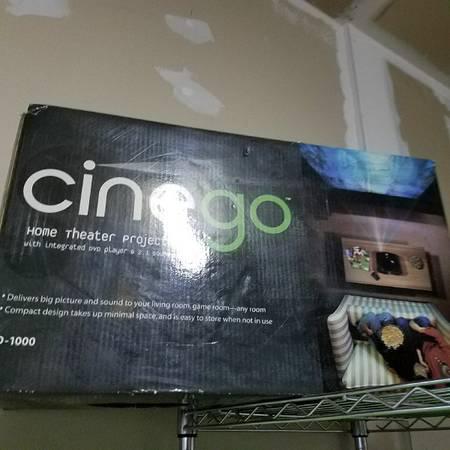 cinego™
Home Theater Project
with integrated DVD player & 2.1 sou
• Delivers big picture and sound to your living room, game room—any room
• Compact design takes up minimal space, and is easy to store when not in use
D-1000